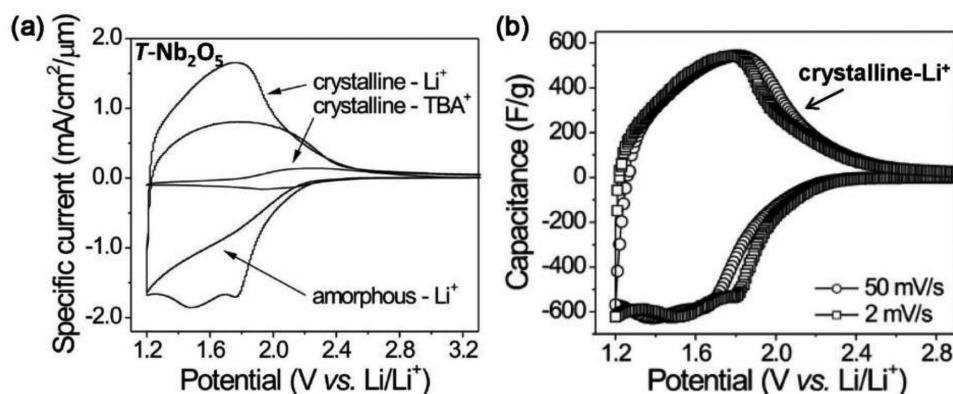 (a)
T-Nb₂O₅
crystalline - Li⁺
crystalline - TBA⁺
amorphous - Li⁺
2.0
1.0
0.0
-1.0
-2.0
Specific current (mA/cm²/μm)
1.2 1.6 2.0 2.4 2.8 3.2
Potential (V vs. Li/Li⁺)
(b)
crystalline-Li⁺
600
400
200
0
-200
-400
-600
Capacitance (F/g)
50 mV/s
2 mV/s
1.2 1.6 2.0 2.4 2.8
Potential (V vs. Li/Li⁺)